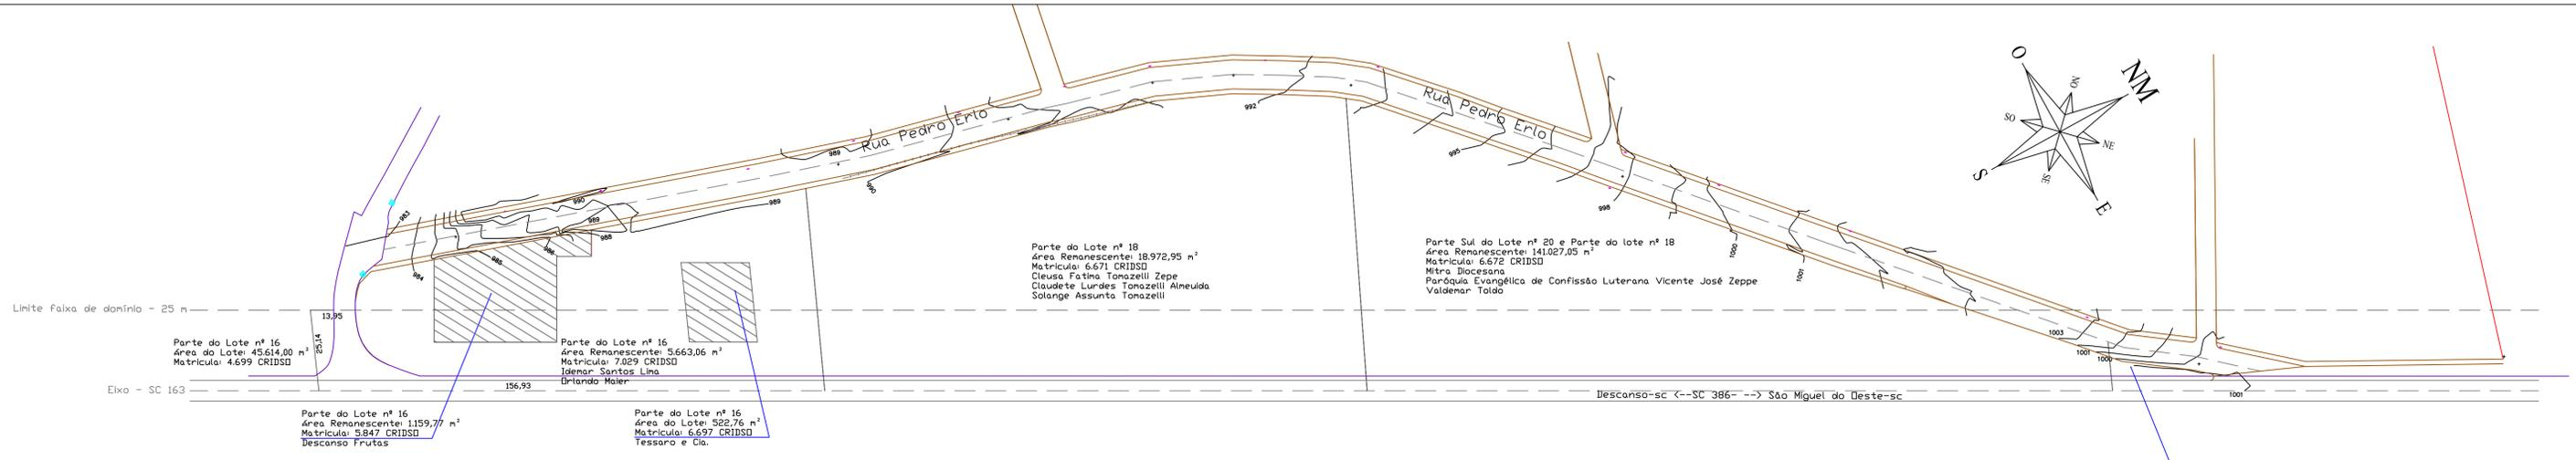 O
NO
NM
SO
NE
S
SE
E
Rua Pedro Erlo
Rua Pedro Erlo
992
995
998
1000
1001
989
990
989
983
990
989
988
986
985
984
Limite faixa de domínio - 25 m
13,95
25,14
Parte do Lote nº 16
Área do Lote: 45.614,00 m²
Matrícula: 4.699 CRIDSO
Parte do Lote nº 16
Área Remanescente: 5.663,06 m²
Matrícula: 7.029 CRIDSO
Idemar Santos Lima
Orlando Maier
Parte do Lote nº 18
Área Remanescente: 18.972,95 m²
Matrícula: 6.671 CRIDSO
Cleusa Fatima Tomazelli Zepe
Claudete Lurdes Tomazelli Almeida
Solange Assunta Tomazelli
Parte Sul do Lote nº 20 e Parte do lote nº 18
Área Remanescente: 141.027,05 m²
Matrícula: 6.672 CRIDSO
Mitra Diocesana
Paróquia Evangélica de Confissão Luterana Vicente José Zeppe
Valdemar Toldo
1003
1001
1000
1001
Eixo - SC 163
156,93
Descanso-sc <--SC 386- --> São Miguel do Oeste-sc
Parte do Lote nº 16
Área Remanescente: 1.159,77 m²
Matrícula: 5.847 CRIDSO
Descanso Frutas
Parte do Lote nº 16
Área do Lote: 522,76 m²
Matrícula: 6.697 CRIDSO
Tessaro e Cia.